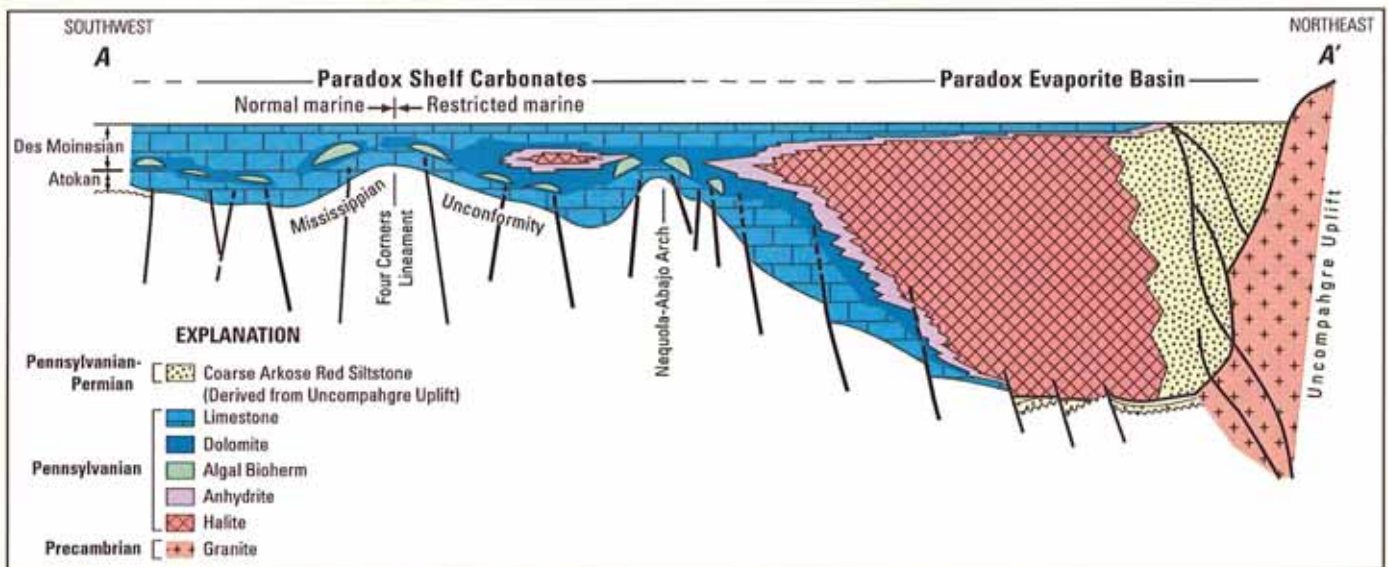 SOUTHWEST
NORTHEAST
A
A'
Paradox Shelf Carbonates
Paradox Evaporite Basin
Normal marine
Restricted marine
Des Moinesian
Atokan
Mississippian
Unconformity
Four Corners
Lineament
Nequola-Abajo Arch
Uncompahgre Uplift
EXPLANATION
Pennsylvanian-
Permian
Coarse Arkose Red Siltstone
(Derived from Uncompahgre Uplift)
Limestone
Dolomite
Pennsylvanian
Algal Bioherm
Anhydrite
Halite
Precambrian
Granite